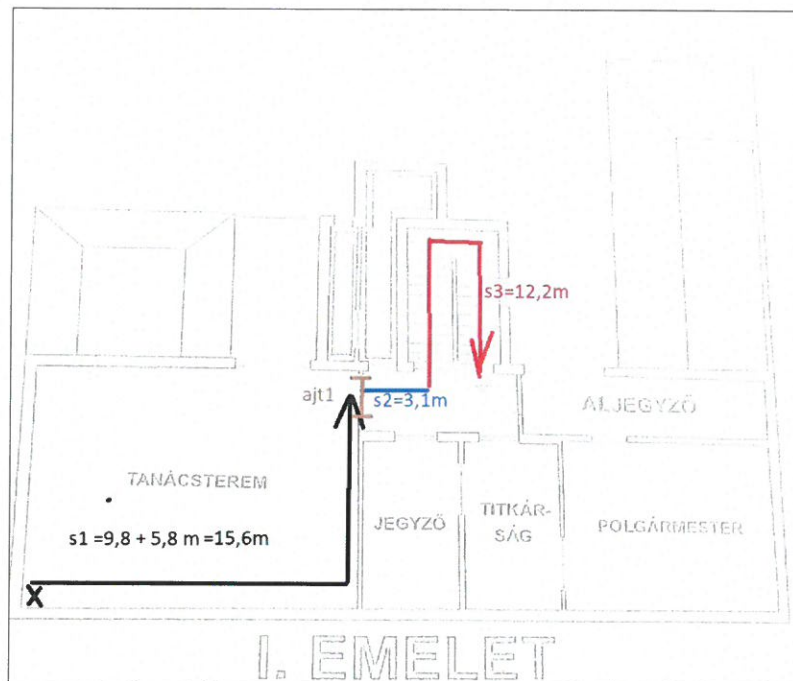 s3=12,2m
ajt1
s2=3,1m
ALJEGYZŐ
TANÁCSTEREM
JEGYZŐ
TITKÁR-
SÁG
POLGÁRMESTER
s1 =9,8 + 5,8 m =15,6m
X
I. EMELET